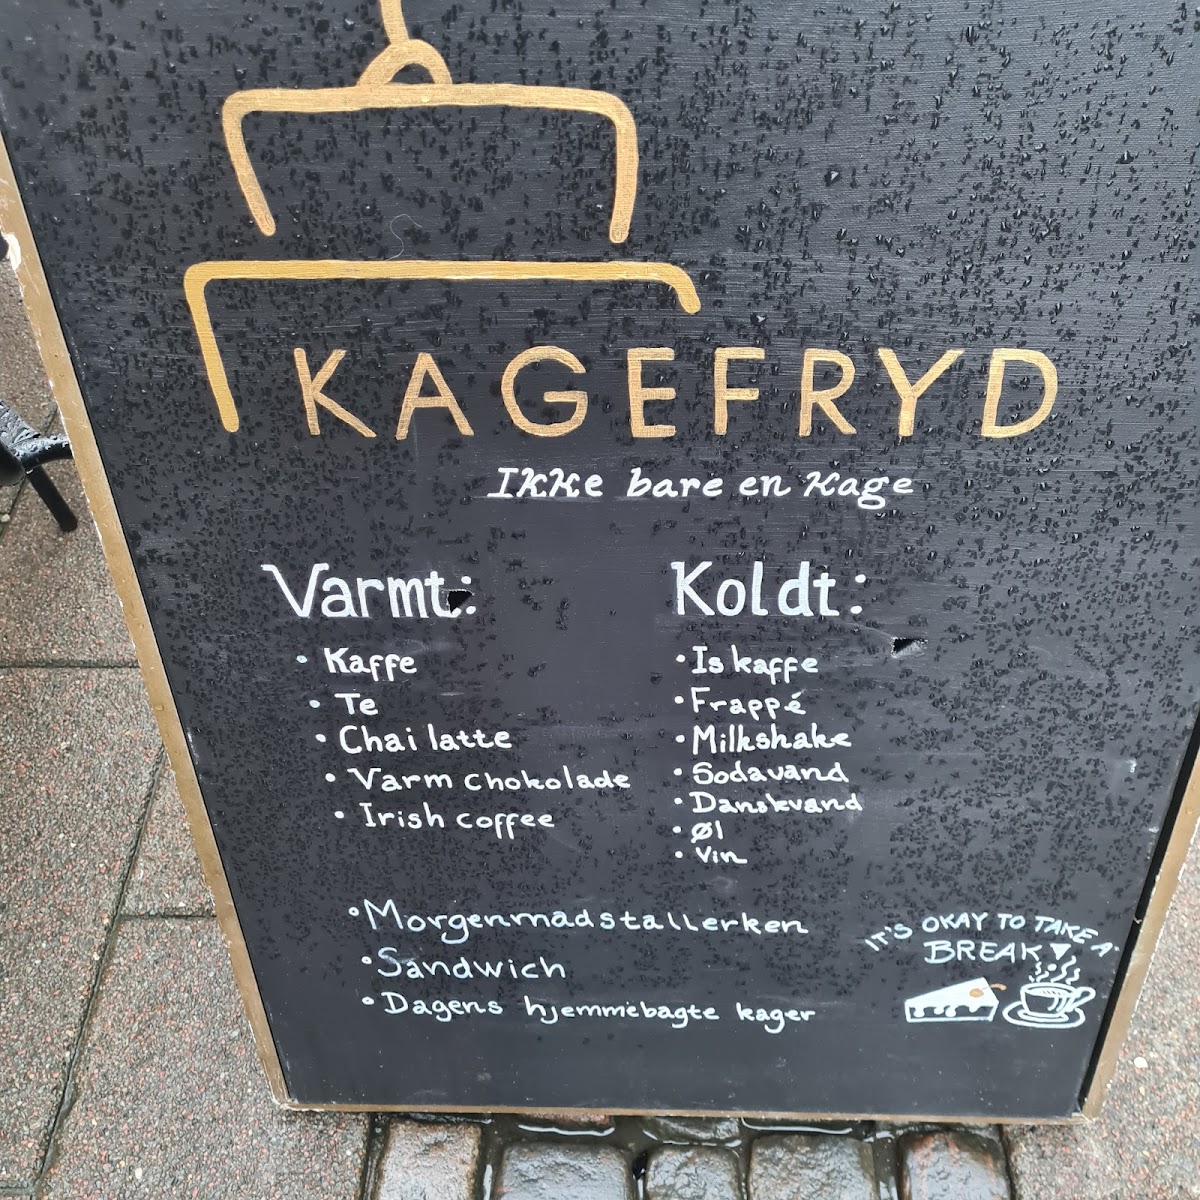 KAGEFRYD
Ikke bare en Kage
Varmt:
• Kaffe
• Te
• Chai latte
• Varm chokolade
• Irish coffee
Koldt:
• Is kaffe
• Frappé
• Milkshake
• Sodavand
• Danskvand
• Øl
• Vin
• Morgenmadstallerken
• Sandwich
• Dagens hjemmebagte kager
IT'S OKAY TO TAKE A
BREAK